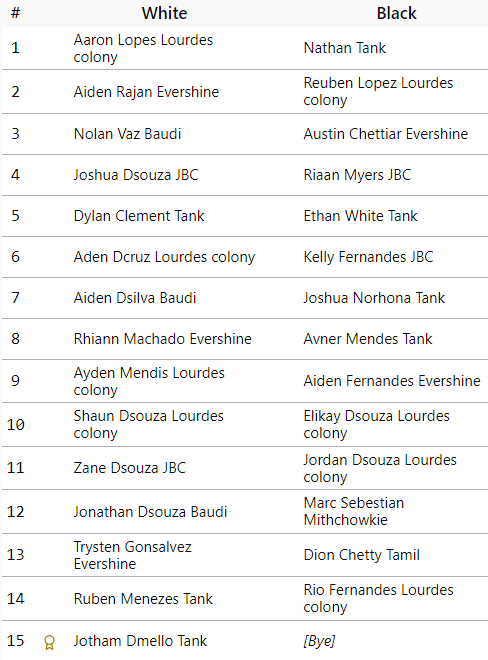 # White Black
1 Aaron Lopes Lourdes colony Nathan Tank
2 Aiden Rajan Evershine Reuben Lopez Lourdes colony
3 Nolan Vaz Baudi Austin Chettiar Evershine
4 Joshua Dsouza JBC Riaan Myers JBC
5 Dylan Clement Tank Ethan White Tank
6 Aden Dcruz Lourdes colony Kelly Fernandes JBC
7 Aiden Dsilva Baudi Joshua Norhona Tank
8 Rhiann Machado Evershine Avner Mendes Tank
9 Ayden Mendis Lourdes colony Aiden Fernandes Evershine
10 Shaun Dsouza Lourdes colony Elikay Dsouza Lourdes colony
11 Zane Dsouza JBC Jordan Dsouza Lourdes colony
12 Jonathan Dsouza Baudi Marc Sebestian Mithchowkie
13 Trysten Gonsalvez Evershine Dion Chetty Tamil
14 Ruben Menezes Tank Rio Fernandes Lourdes colony
15 Jotham Dmello Tank [Bye]